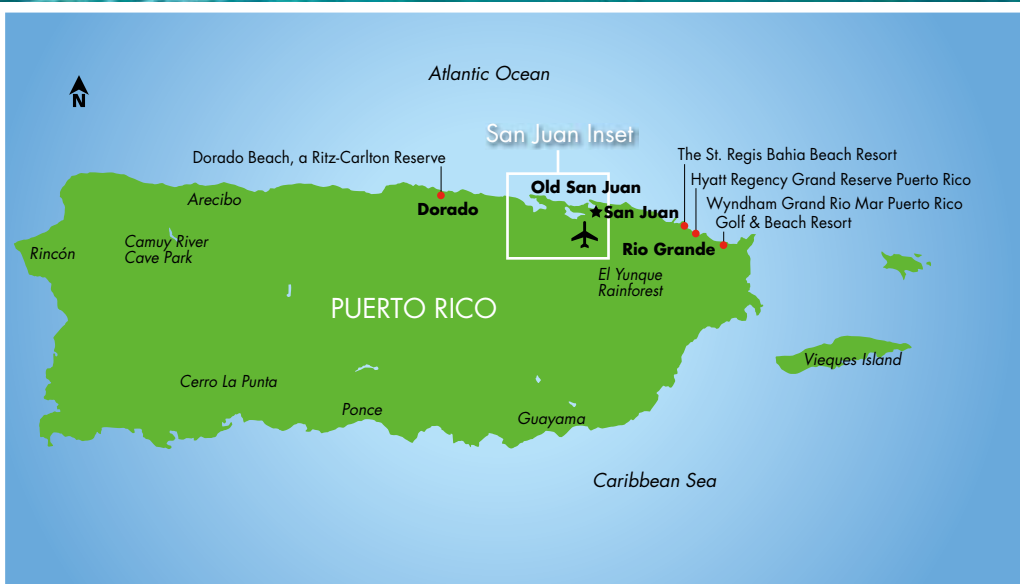 Atlantic Ocean
N
San Juan Inset
Dorado Beach, a Ritz-Carlton Reserve
The St. Regis Bahia Beach Resort
Hyatt Regency Grand Reserve Puerto Rico
Wyndham Grand Rio Mar Puerto Rico
Golf & Beach Resort
Old San Juan
Arecibo
Dorado
San Juan
Rincón
Camuy River
Cave Park
Rio Grande
El Yunque
Rainforest
PUERTO RICO
Vieques Island
Cerro La Punta
Ponce
Guayama
Caribbean Sea